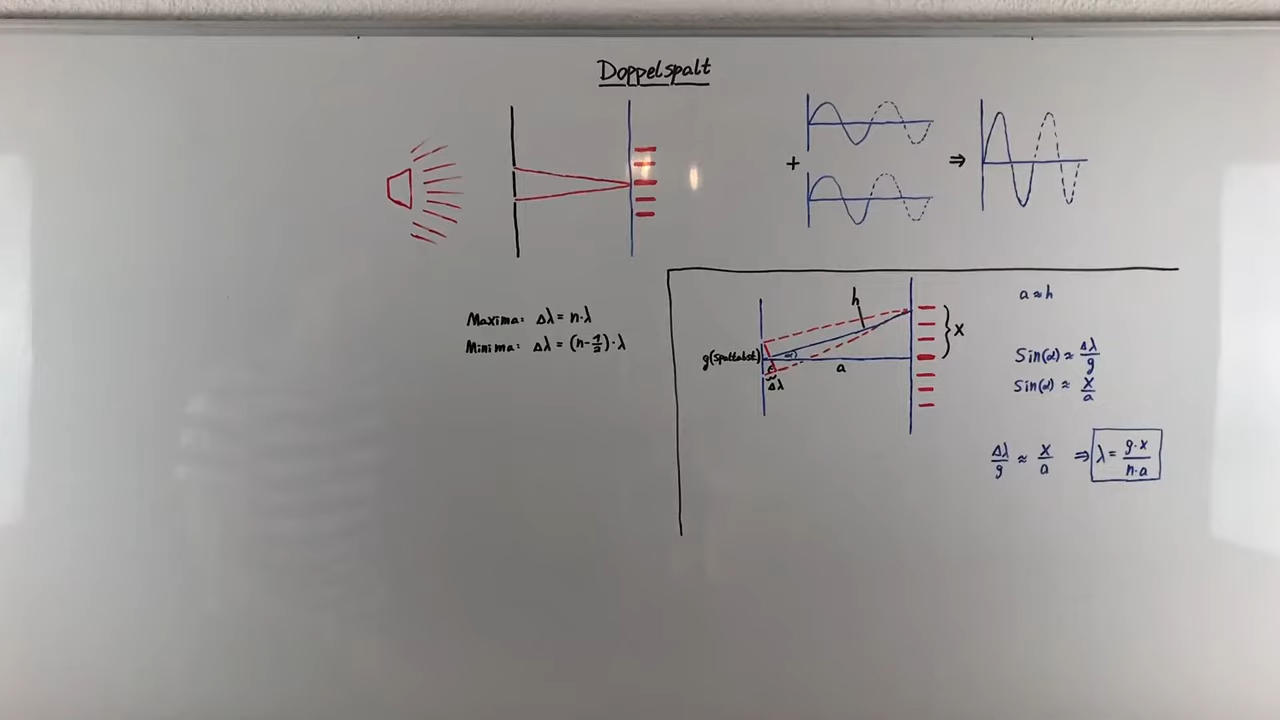 Doppelspalt
+ ⇒
Maxima: Δλ = n·λ
Minima: Δλ = (n-1/2)·λ
h
x
g(Spaltabst.)
α
a
Δλ
a ≈ h
Sin(α) ≈ Δλ/g
Sin(α) ≈ x/a
Δλ/g ≈ x/a ⇒ λ = g·x/n·a